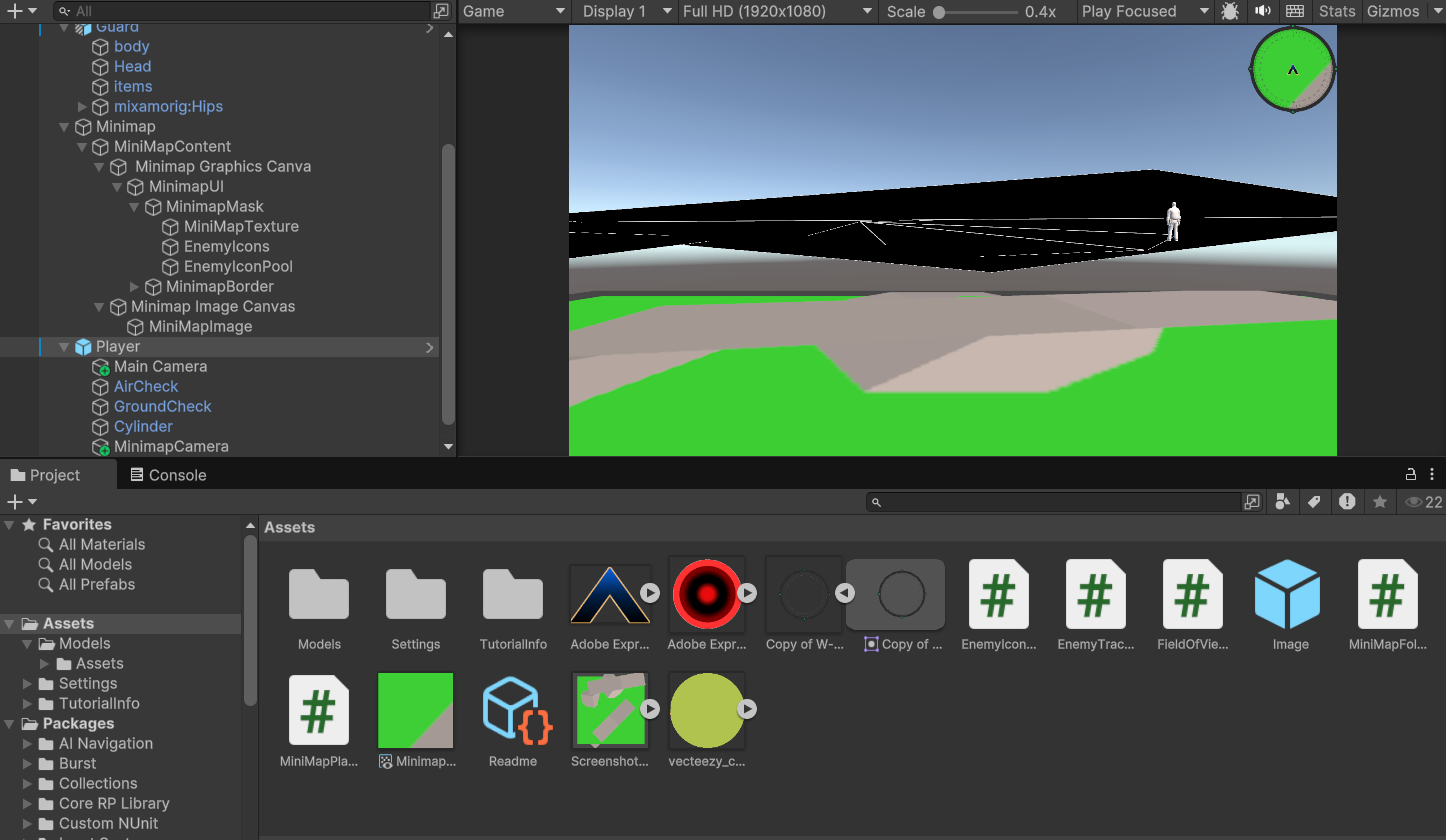 All
Game
Display 1
Full HD (1920x1080)
Scale
0.4x
Play Focused
Stats
Gizmos
Guard
body
Head
items
mixamorig:Hips
Minimap
MiniMapContent
Minimap Graphics Canva
MinimapUI
MinimapMask
MiniMapTexture
EnemyIcons
EnemyIconPool
MinimapBorder
Minimap Image Canvas
MiniMapImage
Player
Main Camera
AirCheck
GroundCheck
Cylinder
MinimapCamera
Project
Console
22
Favorites
All Materials
All Models
All Prefabs
Assets
Models
Assets
Settings
TutorialInfo
Packages
AI Navigation
Burst
Collections
Core RP Library
Custom NUnit
Assets
Models
Settings
TutorialInfo
Adobe Expr...
Adobe Expr...
Copy of W-...
Copy of ...
EnemyIcon...
EnemyTrac...
FieldOfVie...
Image
MiniMapFol...
MiniMapPla...
Minimap...
Readme
Screenshot...
vecteezy_c...